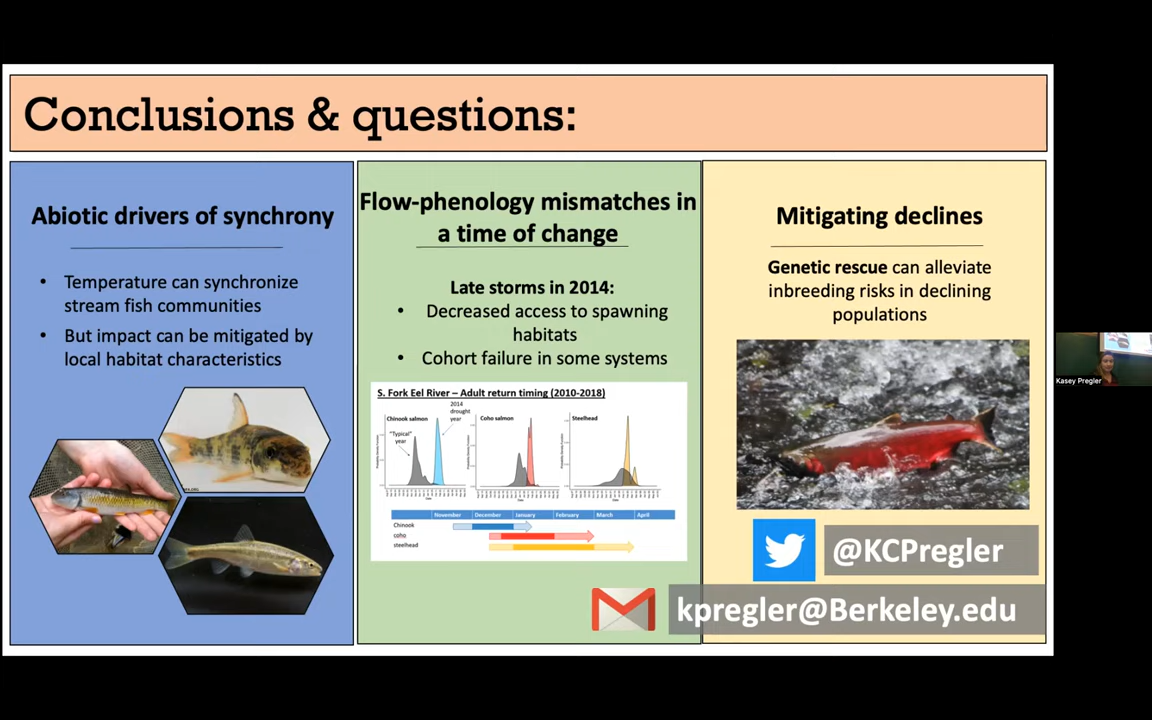 Conclusions & questions:
Abiotic drivers of synchrony
• Temperature can synchronize
stream fish communities
• But impact can be mitigated by
local habitat characteristics
Flow-phenology mismatches in
a time of change
Late storms in 2014:
• Decreased access to spawning
habitats
• Cohort failure in some systems
S. Fork Eel River – Adult return timing (2010-2018)
Chinook salmon
"Typical"
year
2014
drought
year
Coho salmon
Steelhead
November December January February March April
Chinook
coho
steelhead
Mitigating declines
Genetic rescue can alleviate
inbreeding risks in declining
populations
@KCPregler
kpregler@Berkeley.edu
Kasey Pregler